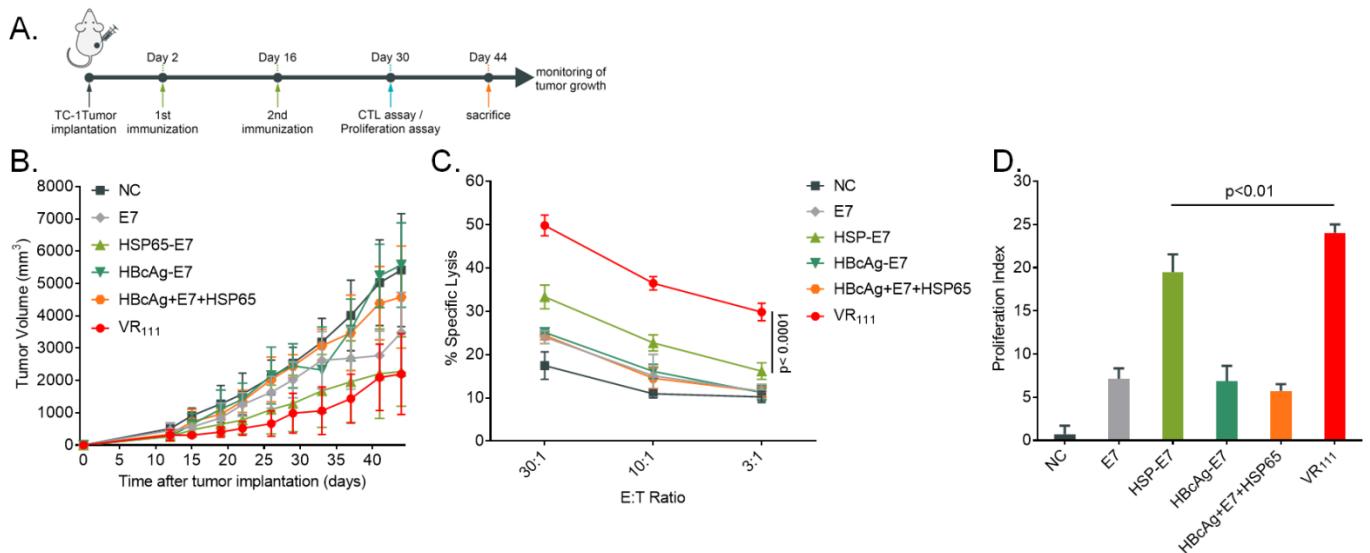 A.
Day 2
Day 16
Day 30
Day 44
monitoring of
tumor growth
TC-1Tumor
implantation
1st
immunization
2nd
immunization
CTL assay /
Proliferation assay
sacrifice
B.
8000
7000
6000
5000
4000
3000
2000
1000
0
Tumor Volume (mm³)
0
5
10
15
20
25
30
35
40
Time after tumor implantation (days)
NC
E7
HSP65-E7
HBcAg-E7
HBcAg+E7+HSP65
VR₁₁₁
C.
60
50
40
30
20
10
0
% Specific Lysis
30:1
10:1
3:1
E:T Ratio
p< 0.0001
NC
E7
HSP-E7
HBcAg-E7
HBcAg+E7+HSP65
VR₁₁₁
D.
30
25
20
15
10
5
0
Proliferation Index
p<0.01
NC
E7
HSP-E7
HBcAg-E7
HBcAg+E7+HSP65
VR₁₁₁